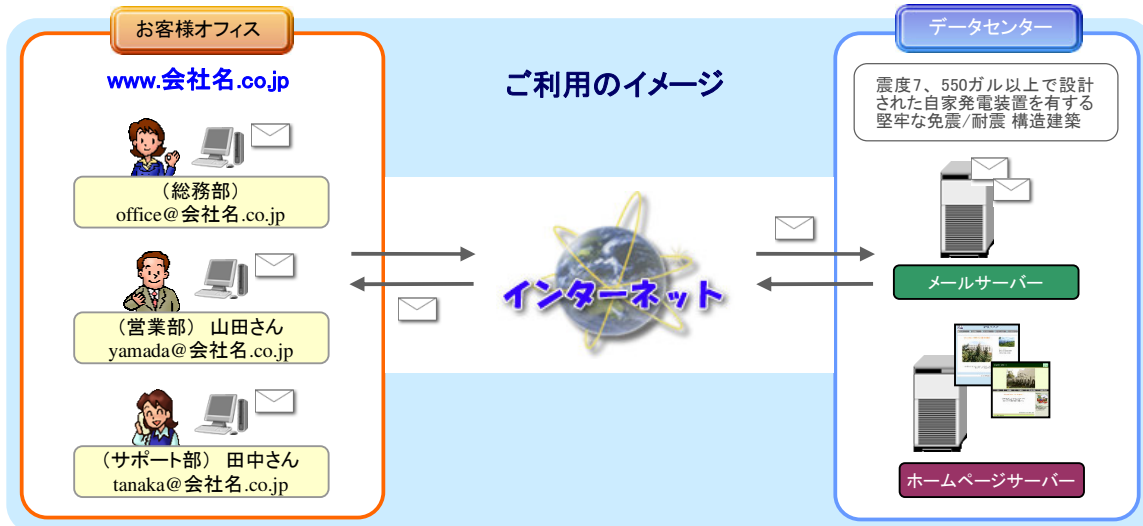 お客様オフィス
www.会社名.co.jp
（総務部）
office＠会社名.co.jp
（営業部） 山田さん
yamada＠会社名.co.jp
（サポート部） 田中さん
tanaka＠会社名.co.jp
ご利用のイメージ
インターネット
データセンター
震度7、550ガル以上で設計
された自家発電装置を有する
堅牢な免震/耐震 構造建築
メールサーバー
ホームページサーバー